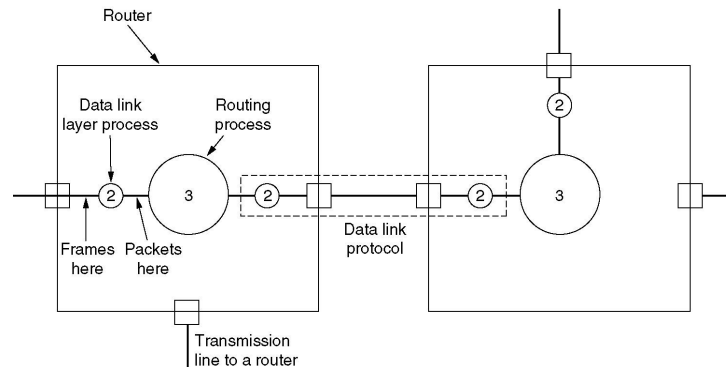 Router
Data link
layer process
Routing
process
2
2
3
2
2
3
Frames
here
Packets
here
Data link
protocol
Transmission
line to a router